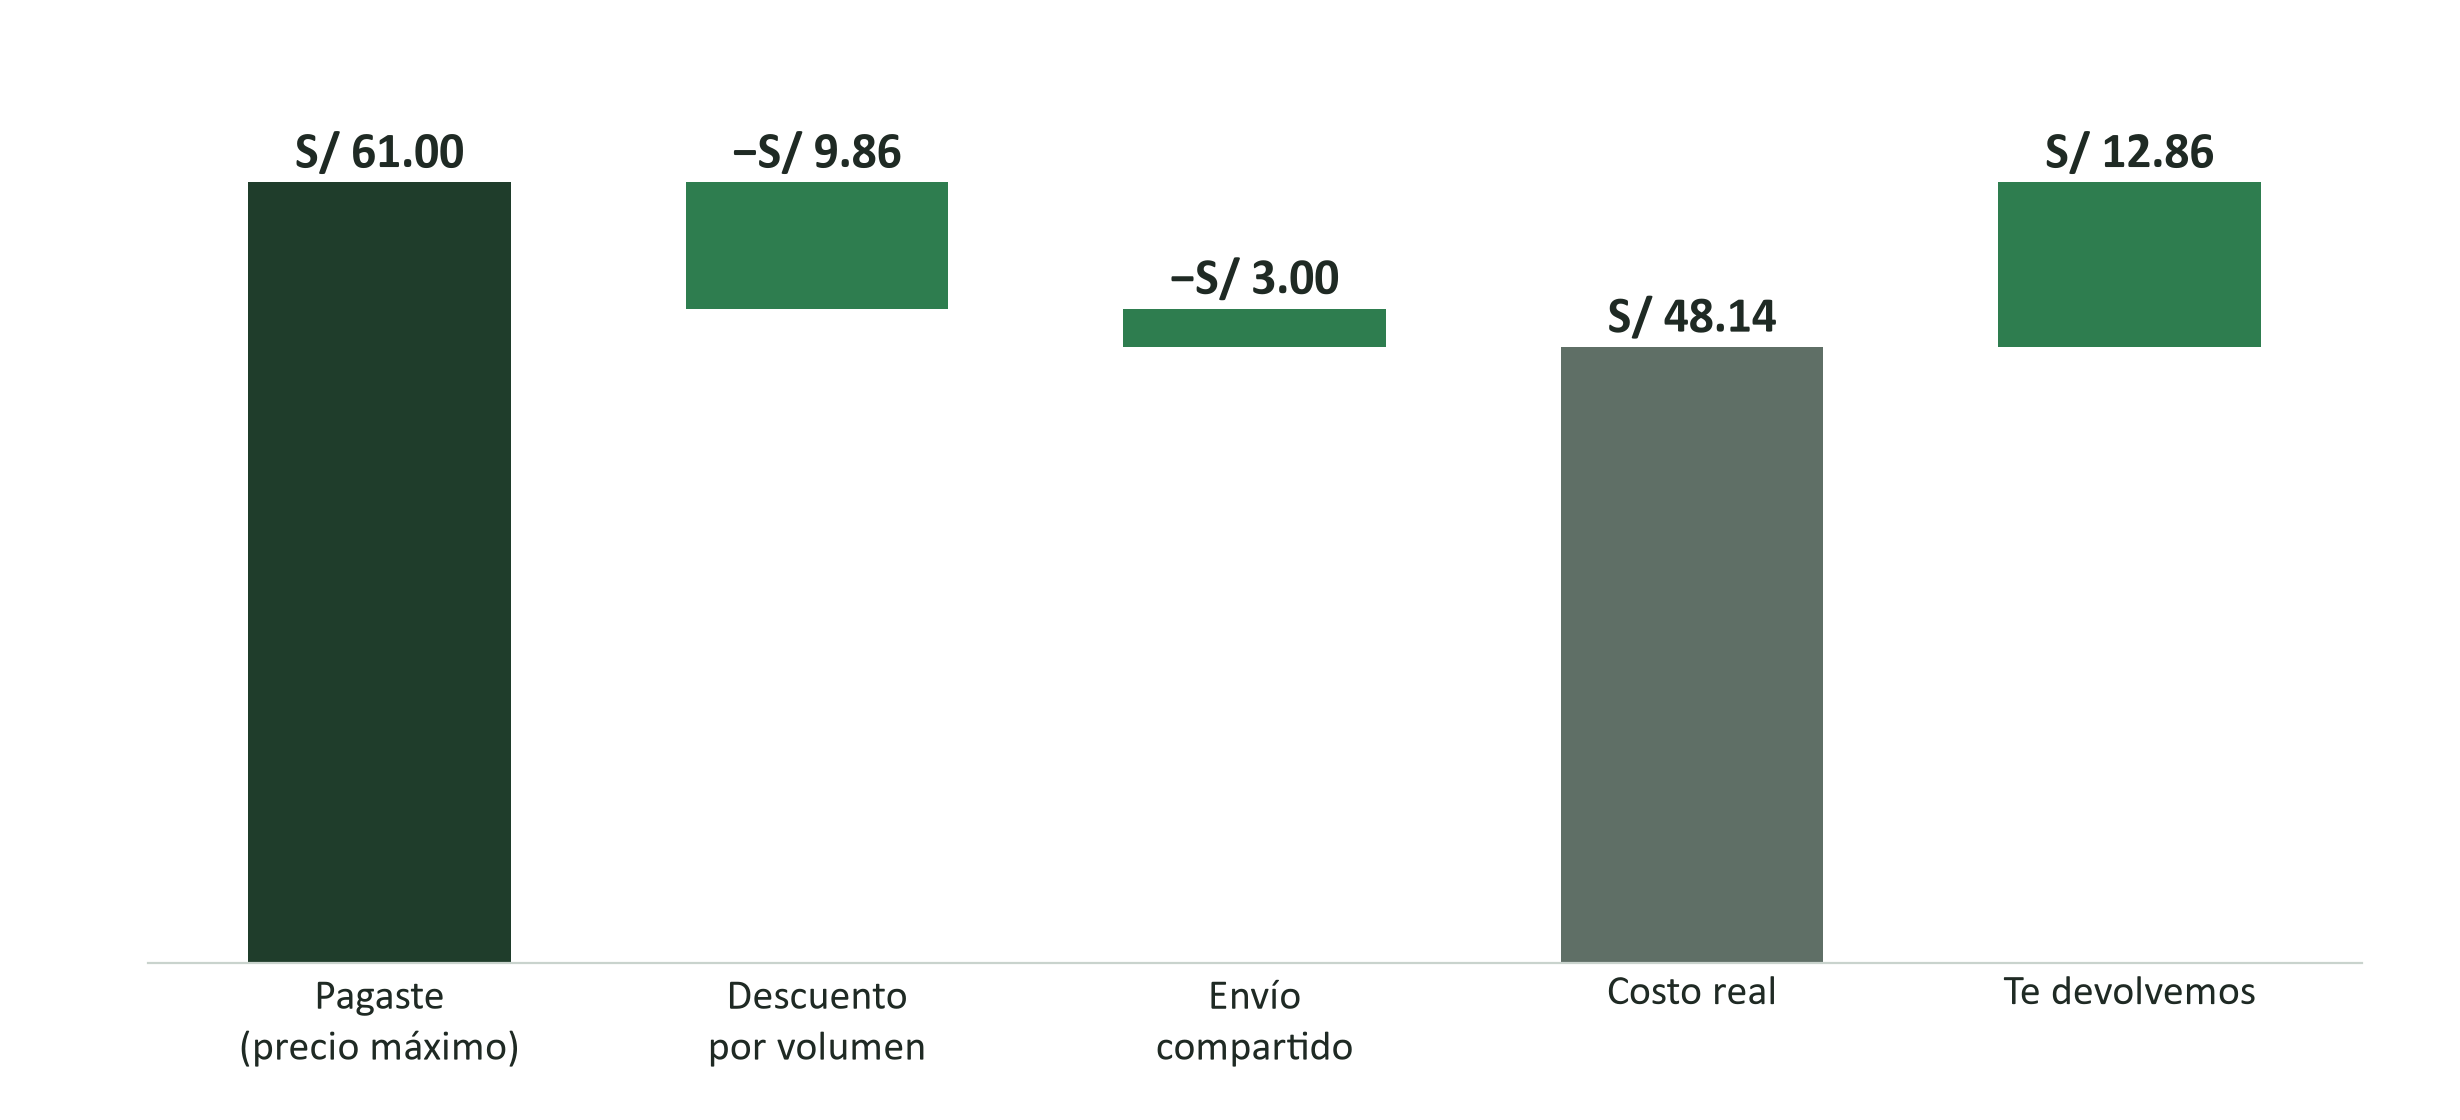 S/ 61.00
−S/ 9.86
−S/ 3.00
S/ 48.14
S/ 12.86
Pagaste
(precio máximo)
Descuento
por volumen
Envío
compartido
Costo real
Te devolvemos